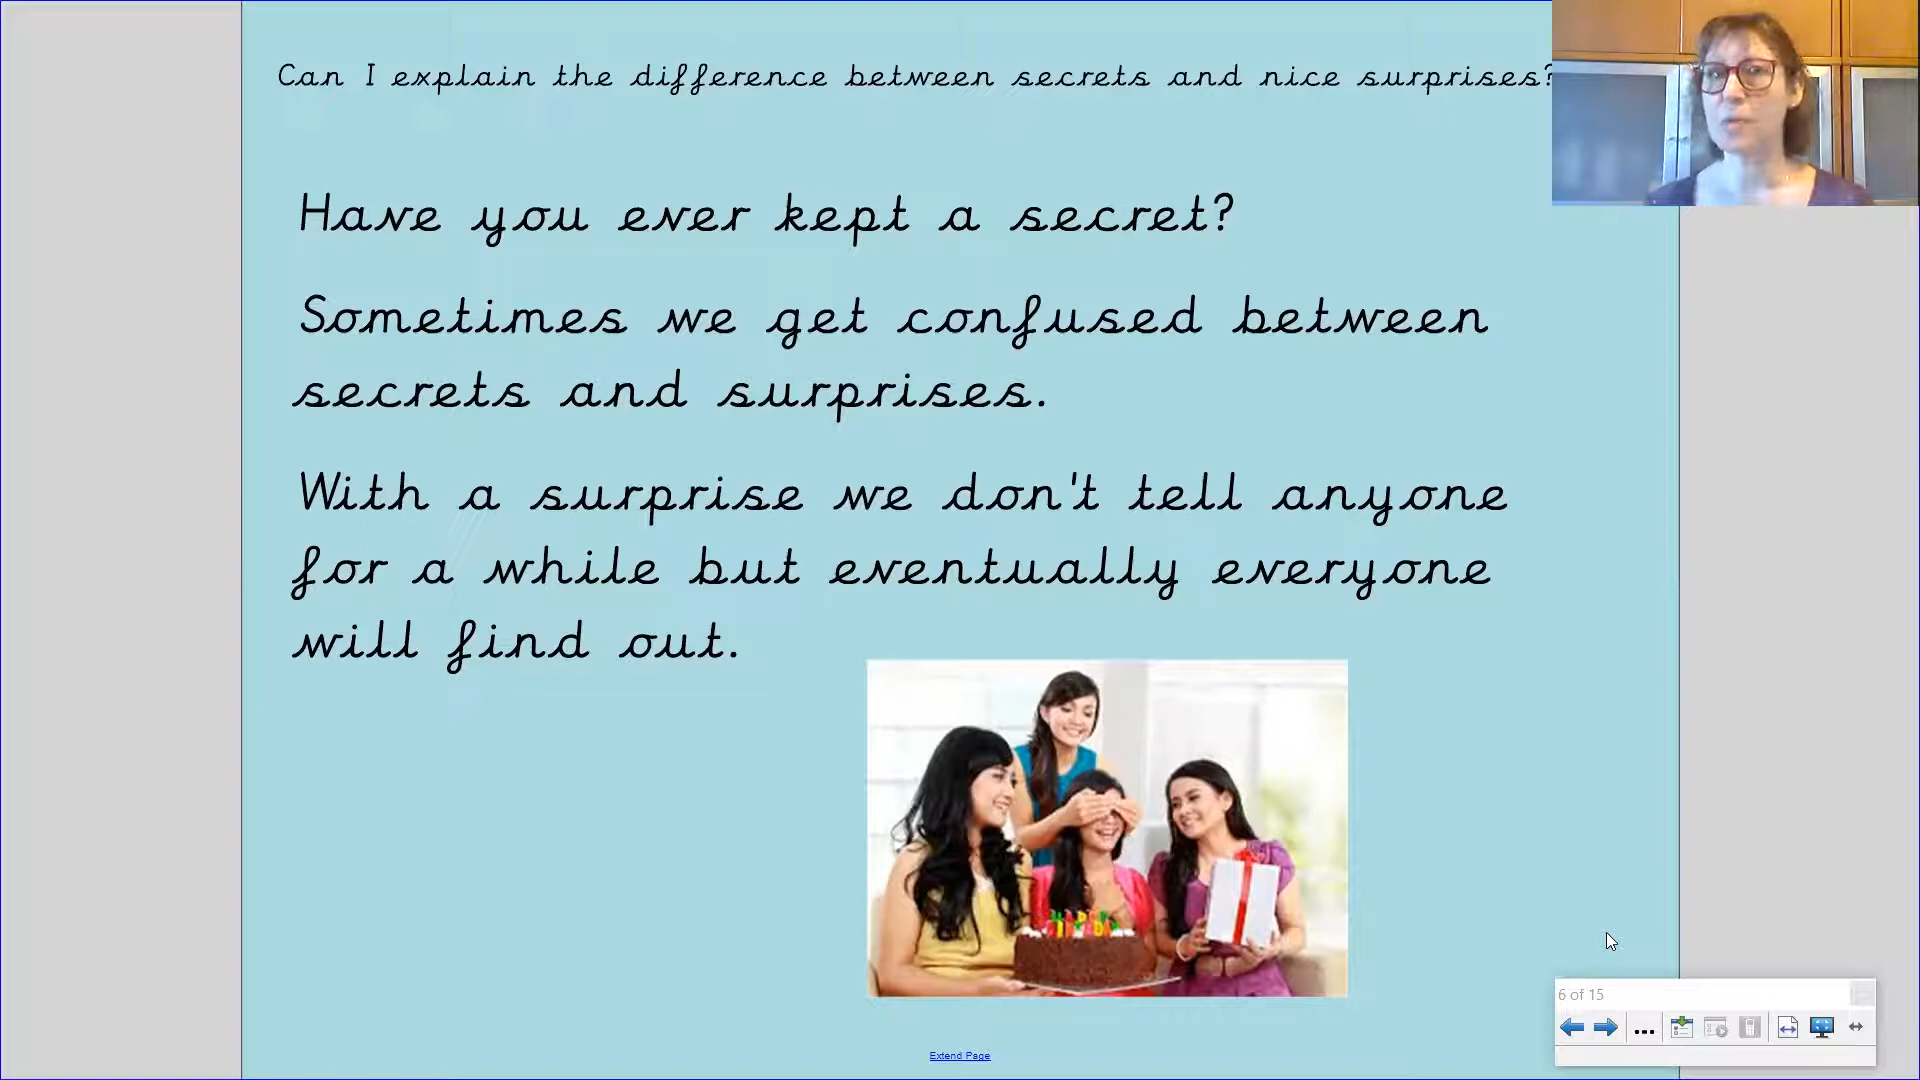 Can I explain the difference between secrets and nice surprises?
Have you ever kept a secret?
Sometimes we get confused between
secrets and surprises.
With a surprise we don't tell anyone
for a while but eventually everyone
will find out.
HAPPY
BIRTHDAY
6 of 15
Extend Page